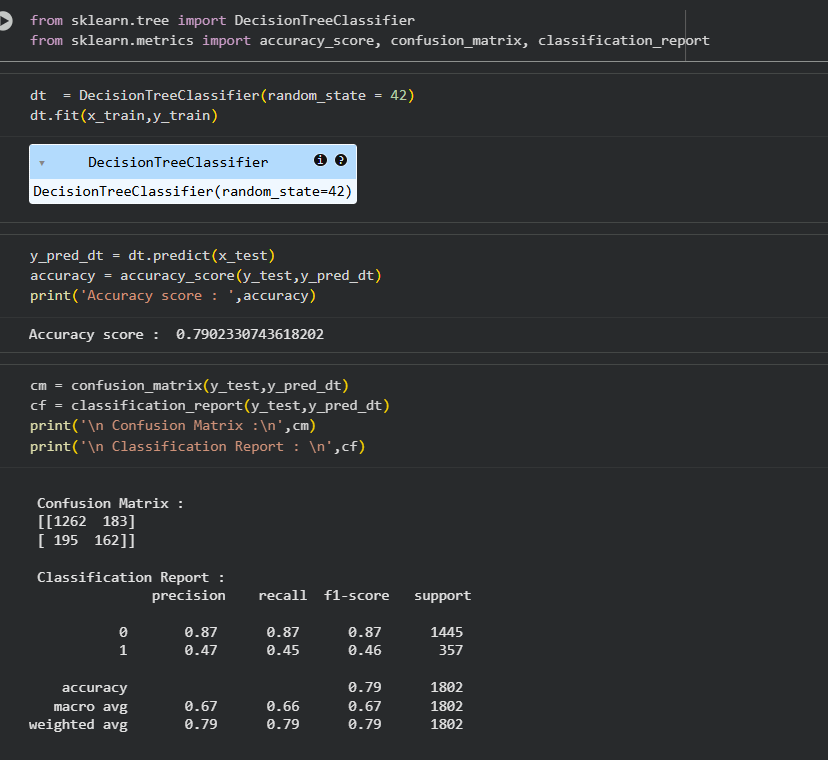 from sklearn.tree import DecisionTreeClassifier
from sklearn.metrics import accuracy_score, confusion_matrix, classification_report
dt  = DecisionTreeClassifier(random_state = 42)
dt.fit(x_train,y_train)
DecisionTreeClassifier
DecisionTreeClassifier(random_state=42)
y_pred_dt = dt.predict(x_test)
accuracy = accuracy_score(y_test,y_pred_dt)
print('Accuracy score : ',accuracy)
Accuracy score :  0.7902330743618202
cm = confusion_matrix(y_test,y_pred_dt)
cf = classification_report(y_test,y_pred_dt)
print('\n Confusion Matrix :\n',cm)
print('\n Classification Report : \n',cf)
Confusion Matrix :
[[1262  183]
[ 195  162]]
Classification Report :
precision    recall  f1-score   support
0       0.87      0.87      0.87      1445
1       0.47      0.45      0.46       357
accuracy                           0.79      1802
macro avg       0.67      0.66      0.67      1802
weighted avg       0.79      0.79      0.79      1802